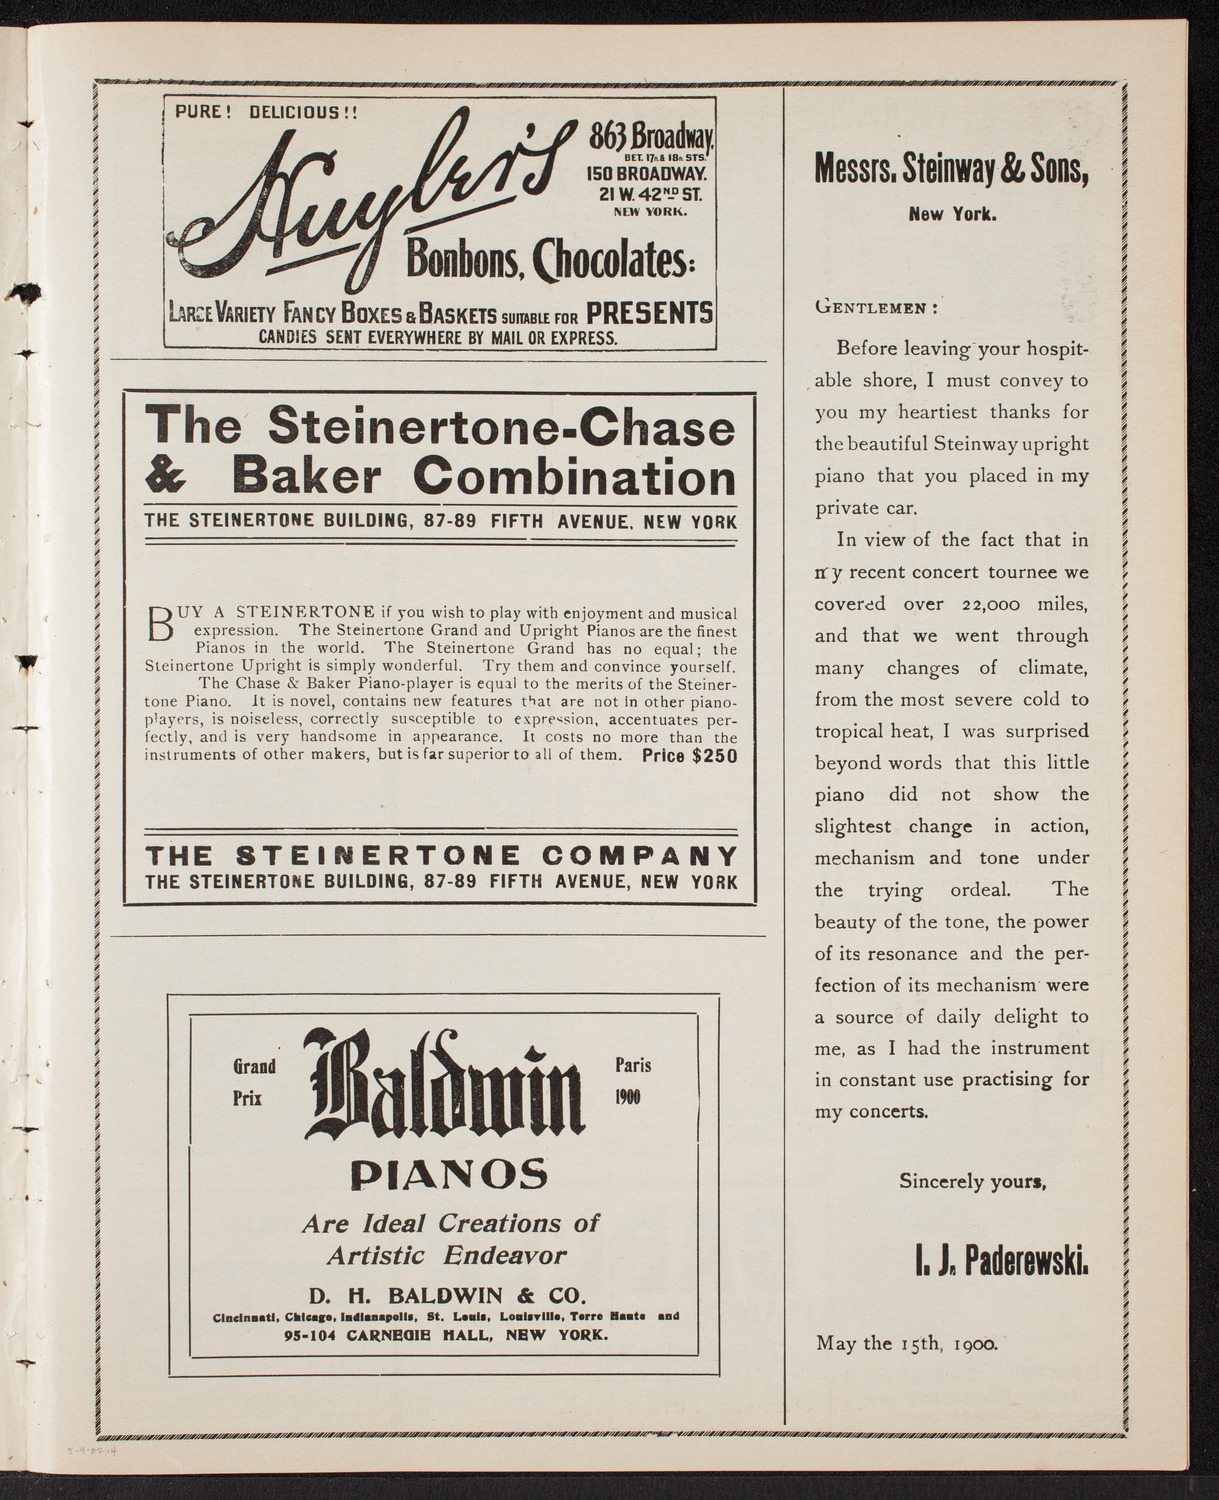 PURE! DELICIOUS!!
Huyler's
863 Broadway,
BET. 17th & 18th STS.
150 BROADWAY.
21 W. 42ND ST.
NEW YORK.
Bonbons, Chocolates:
LARGE VARIETY FANCY BOXES & BASKETS SUITABLE FOR PRESENTS
CANDIES SENT EVERYWHERE BY MAIL OR EXPRESS.
The Steinertone-Chase
& Baker Combination
THE STEINERTONE BUILDING, 87-89 FIFTH AVENUE, NEW YORK
BUY A STEINERTONE if you wish to play with enjoyment and musical
expression. The Steinertone Grand and Upright Pianos are the finest
Pianos in the world. The Steinertone Grand has no equal; the
Steinertone Upright is simply wonderful. Try them and convince yourself.
The Chase & Baker Piano-player is equal to the merits of the Steiner-
tone Piano. It is novel, contains new features that are not in other piano-
players, is noiseless, correctly susceptible to expression, accentuates per-
fectly, and is very handsome in appearance. It costs no more than the
instruments of other makers, but is far superior to all of them. Price $250
THE STEINERTONE COMPANY
THE STEINERTONE BUILDING, 87-89 FIFTH AVENUE, NEW YORK
Grand Prix
Baldwin
Paris 1900
PIANOS
Are Ideal Creations of
Artistic Endeavor
D. H. BALDWIN & CO.
Cincinnati, Chicago, Indianapolis, St. Louis, Louisville, Terre Haute and
95-104 CARNEGIE HALL, NEW YORK.
Messrs. Steinway & Sons,
New York.
GENTLEMEN:
Before leaving your hospit-
able shore, I must convey to
you my heartiest thanks for
the beautiful Steinway upright
piano that you placed in my
private car.
In view of the fact that in
my recent concert tournee we
covered over 22,000 miles,
and that we went through
many changes of climate,
from the most severe cold to
tropical heat, I was surprised
beyond words that this little
piano did not show the
slightest change in action,
mechanism and tone under
the trying ordeal. The
beauty of the tone, the power
of its resonance and the per-
fection of its mechanism were
a source of daily delight to
me, as I had the instrument
in constant use practising for
my concerts.
Sincerely yours,
I. J. Paderewski.
May the 15th, 1900.
5-9-02-4